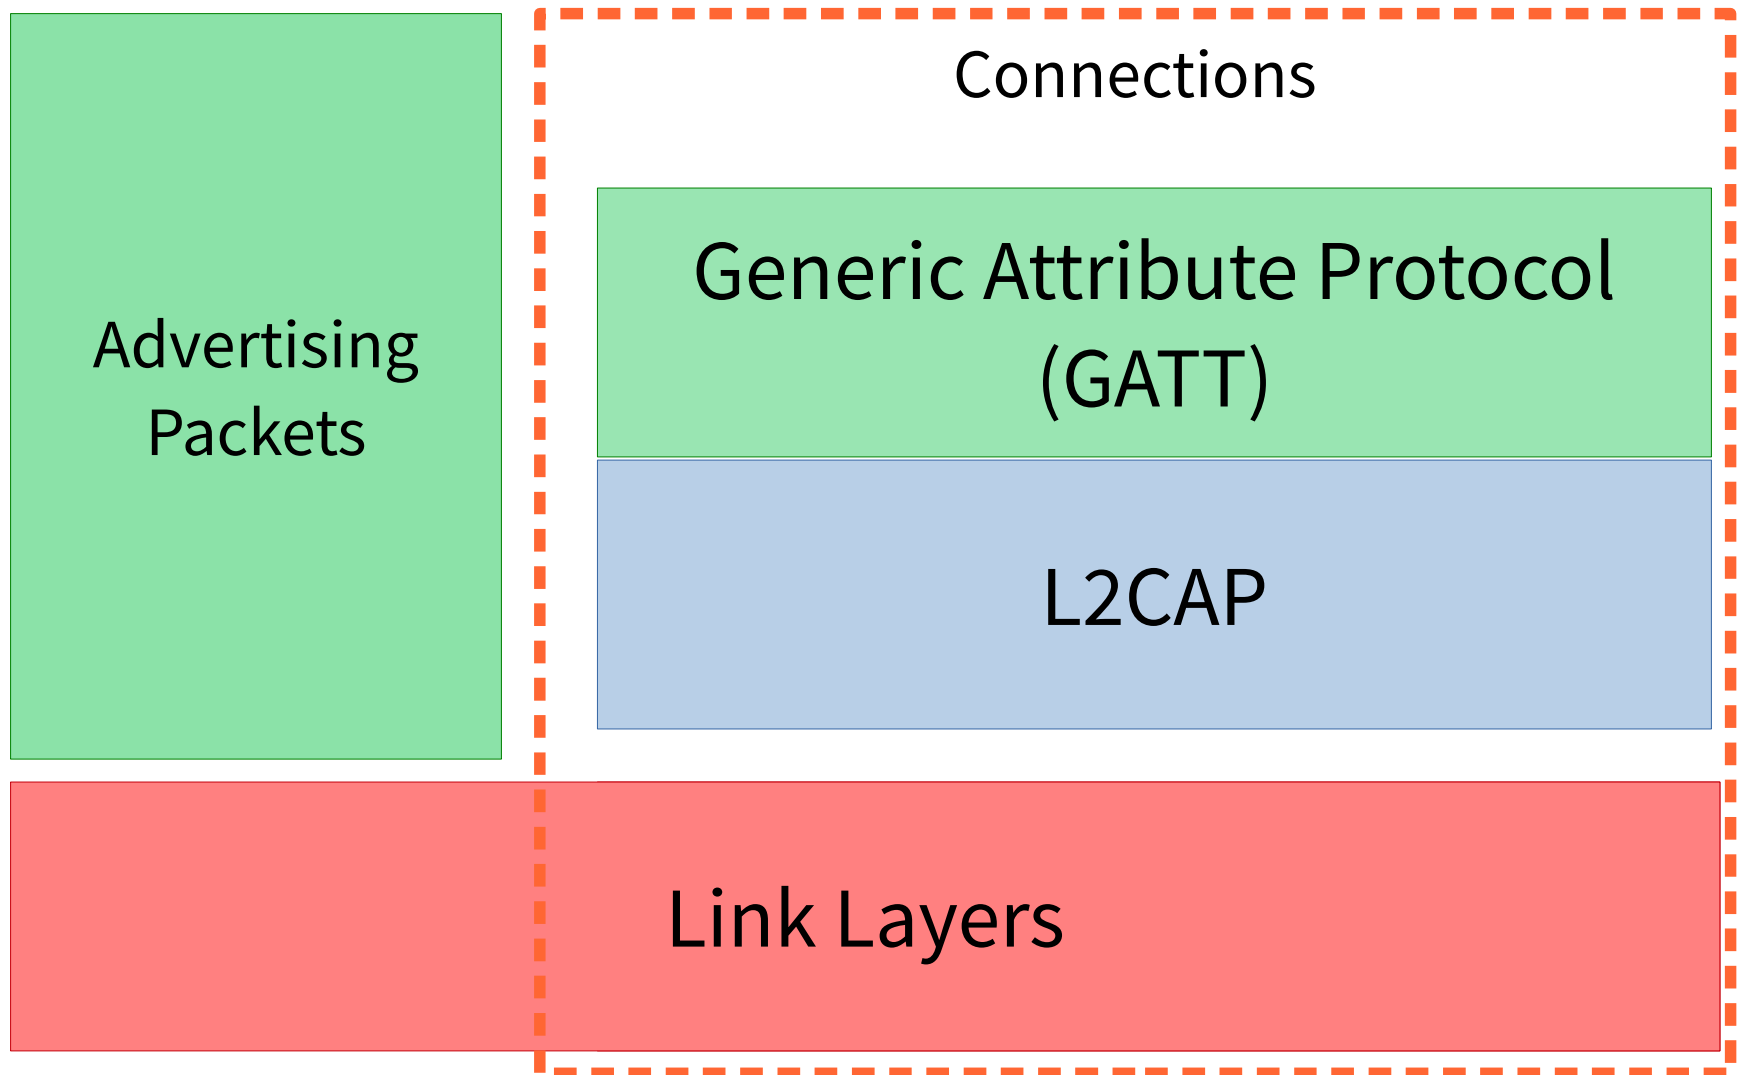 Advertising
Packets
Connections
Generic Attribute Protocol
(GATT)
L2CAP
Link Layers